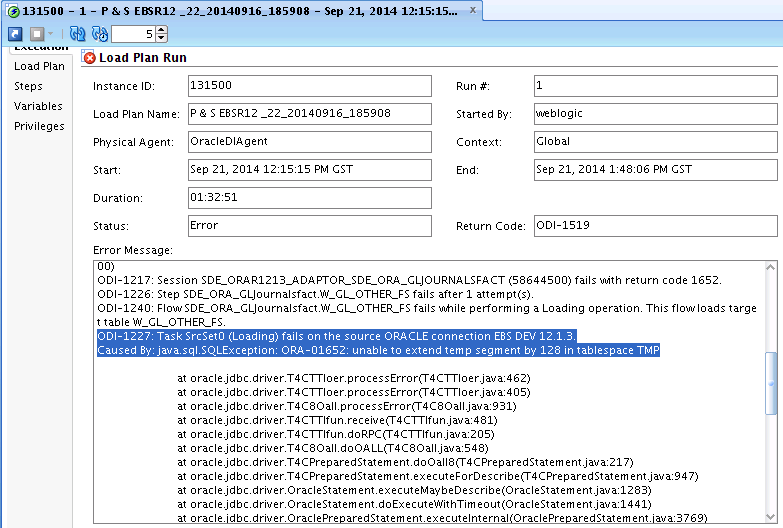 131500 - 1 - P & S EBSR12 _22_20140916_185908 - Sep 21, 2014 12:15:15... x
5
Execution
Load Plan
Steps
Variables
Privileges
Load Plan Run
Instance ID: 131500 Run #: 1
Load Plan Name: P & S EBSR12 _22_20140916_185908 Started By: weblogic
Physical Agent: OracleDIAgent Context: Global
Start: Sep 21, 2014 12:15:15 PM GST End: Sep 21, 2014 1:48:06 PM GST
Duration: 01:32:51
Status: Error Return Code: ODI-1519
Error Message:
00)
ODI-1217: Session SDE_ORAR1213_ADAPTOR_SDE_ORA_GLJOURNALSFACT (58644500) fails with return code 1652.
ODI-1226: Step SDE_ORA_GLJournalsfact.W_GL_OTHER_FS fails after 1 attempt(s).
ODI-1240: Flow SDE_ORA_GLJournalsfact.W_GL_OTHER_FS fails while performing a Loading operation. This flow loads targe
t table W_GL_OTHER_FS.
ODI-1227: Task SrcSet0 (Loading) fails on the source ORACLE connection EBS DEV 12.1.3.
Caused By: java.sql.SQLException: ORA-01652: unable to extend temp segment by 128 in tablespace TMP
at oracle.jdbc.driver.T4CTTIoer.processError(T4CTTIoer.java:462)
at oracle.jdbc.driver.T4CTTIoer.processError(T4CTTIoer.java:405)
at oracle.jdbc.driver.T4C8Oall.processError(T4C8Oall.java:931)
at oracle.jdbc.driver.T4CTTIfun.receive(T4CTTIfun.java:481)
at oracle.jdbc.driver.T4CTTIfun.doRPC(T4CTTIfun.java:205)
at oracle.jdbc.driver.T4C8Oall.doOALL(T4C8Oall.java:548)
at oracle.jdbc.driver.T4CPreparedStatement.doOall8(T4CPreparedStatement.java:217)
at oracle.jdbc.driver.T4CPreparedStatement.executeForDescribe(T4CPreparedStatement.java:947)
at oracle.jdbc.driver.OracleStatement.executeMaybeDescribe(OracleStatement.java:1283)
at oracle.jdbc.driver.OracleStatement.doExecuteWithTimeout(OracleStatement.java:1441)
at oracle.jdbc.driver.OraclePreparedStatement.executeInternal(OraclePreparedStatement.java:3769)